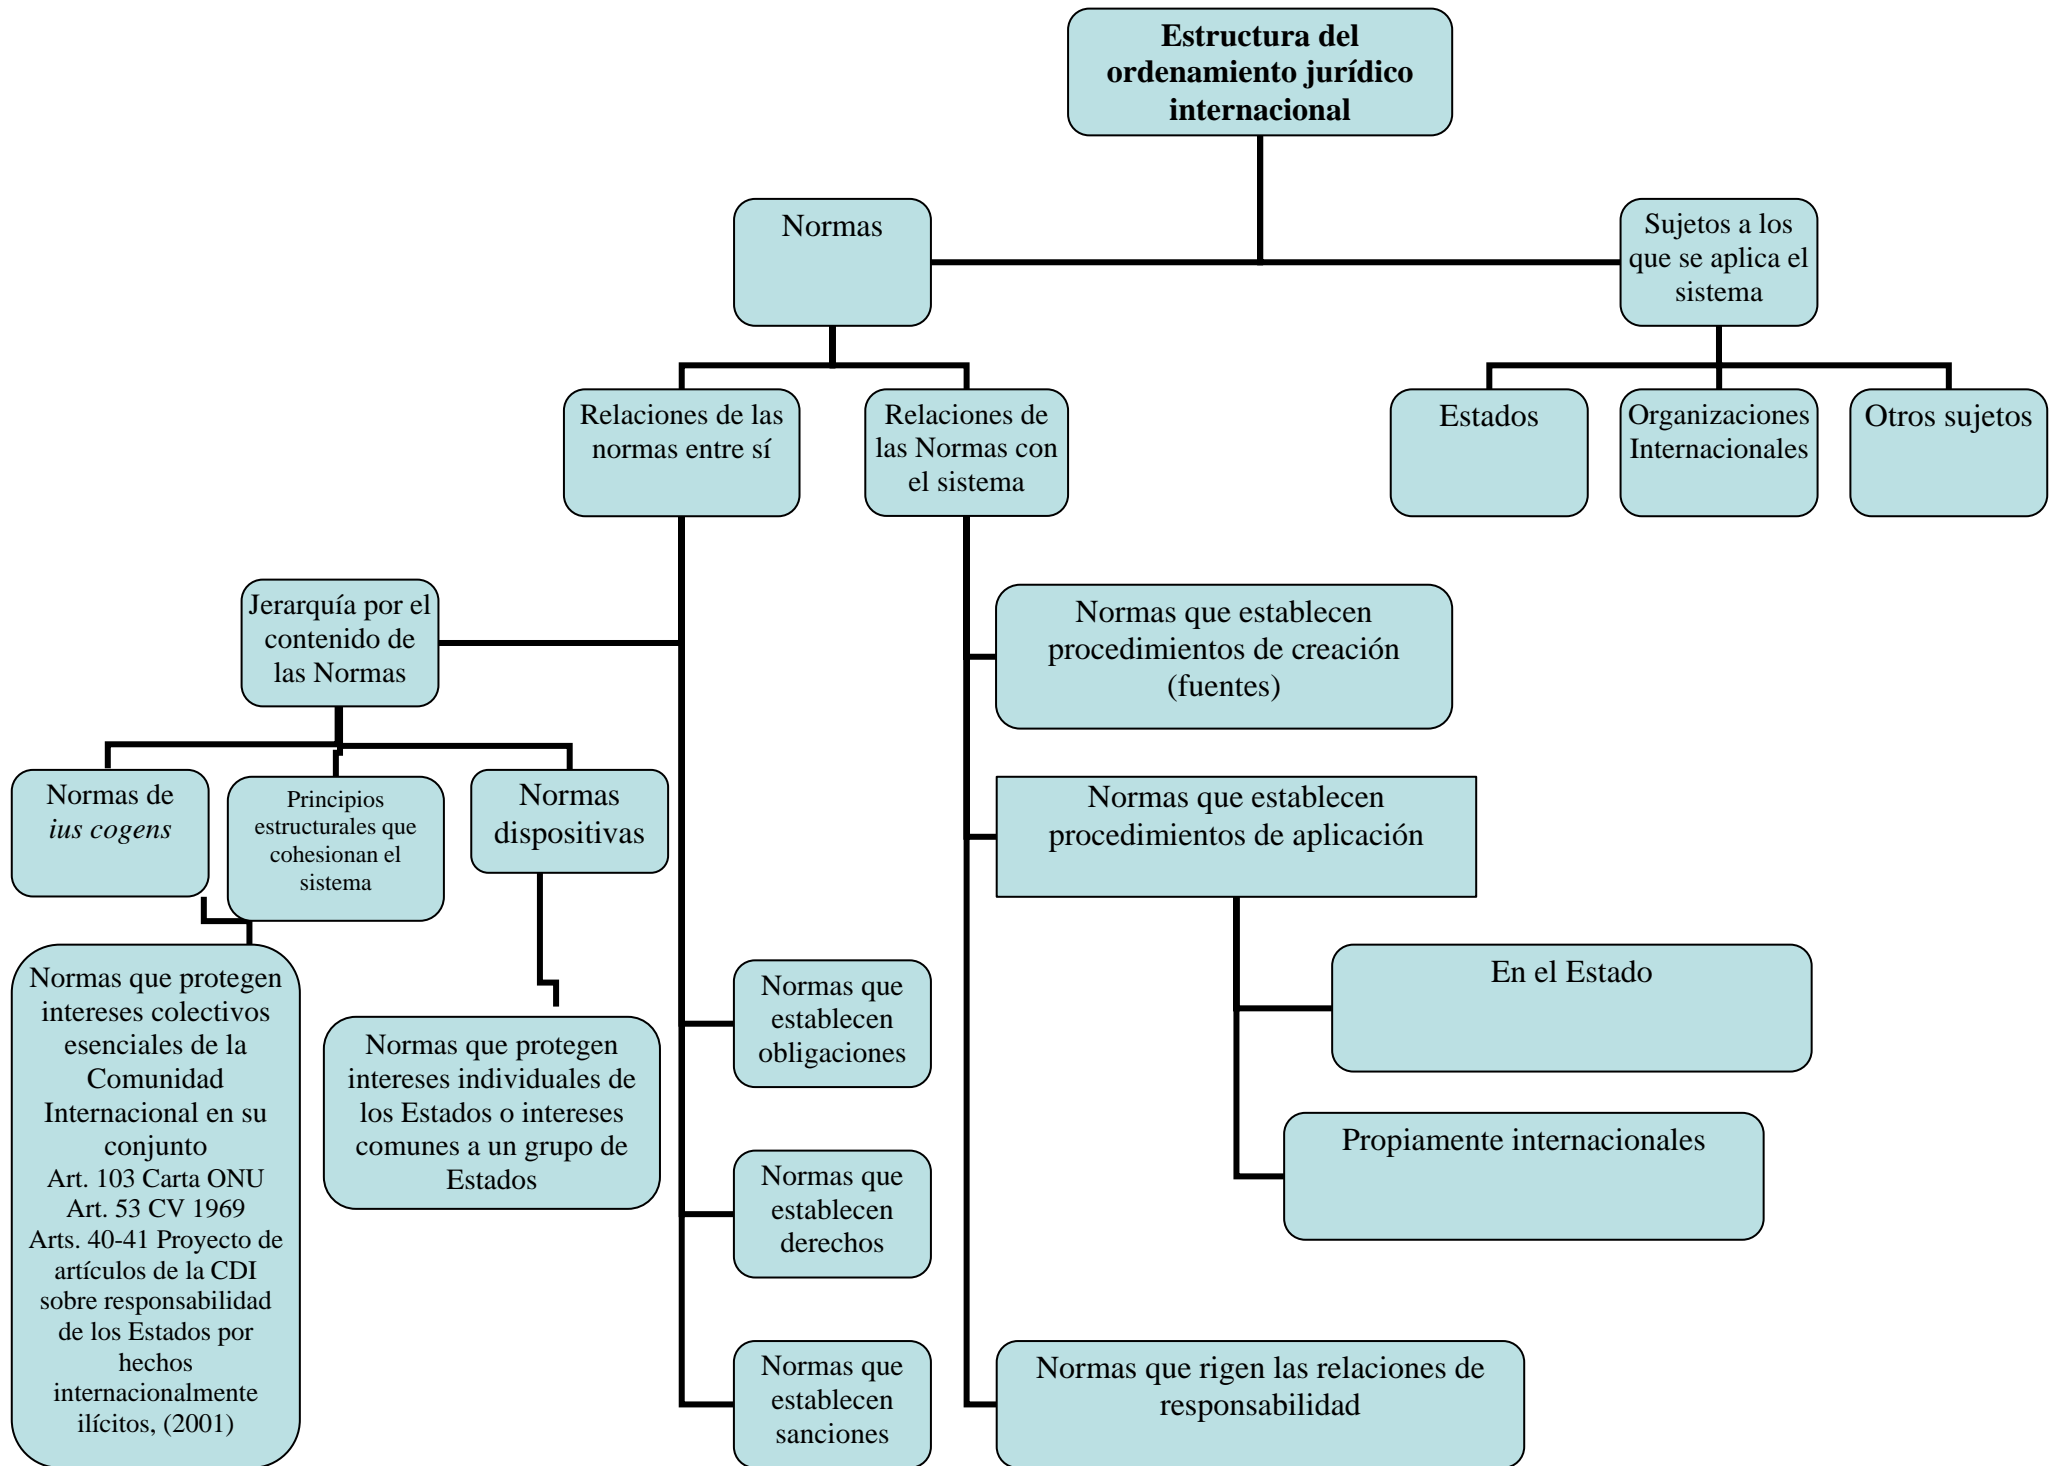 Estructura del
ordenamiento jurídico
internacional
Normas
Sujetos a los
que se aplica el
sistema
Relaciones de las
normas entre sí
Relaciones de
las Normas con
el sistema
Estados
Organizaciones
Internacionales
Otros sujetos
Jerarquía por el
contenido de
las Normas
Normas que establecen
procedimientos de creación
(fuentes)
Normas de
ius cogens
Principios
estructurales que
cohesionan el
sistema
Normas
dispositivas
Normas que establecen
procedimientos de aplicación
Normas que protegen
intereses colectivos
esenciales de la
Comunidad
Internacional en su
conjunto
Art. 103 Carta ONU
Art. 53 CV 1969
Arts. 40-41 Proyecto de
artículos de la CDI
sobre responsabilidad
de los Estados por
hechos
internacionalmente
ilícitos, (2001)
Normas que protegen
intereses individuales de
los Estados o intereses
comunes a un grupo de
Estados
Normas que
establecen
obligaciones
En el Estado
Normas que
establecen
derechos
Propiamente internacionales
Normas que
establecen
sanciones
Normas que rigen las relaciones de
responsabilidad